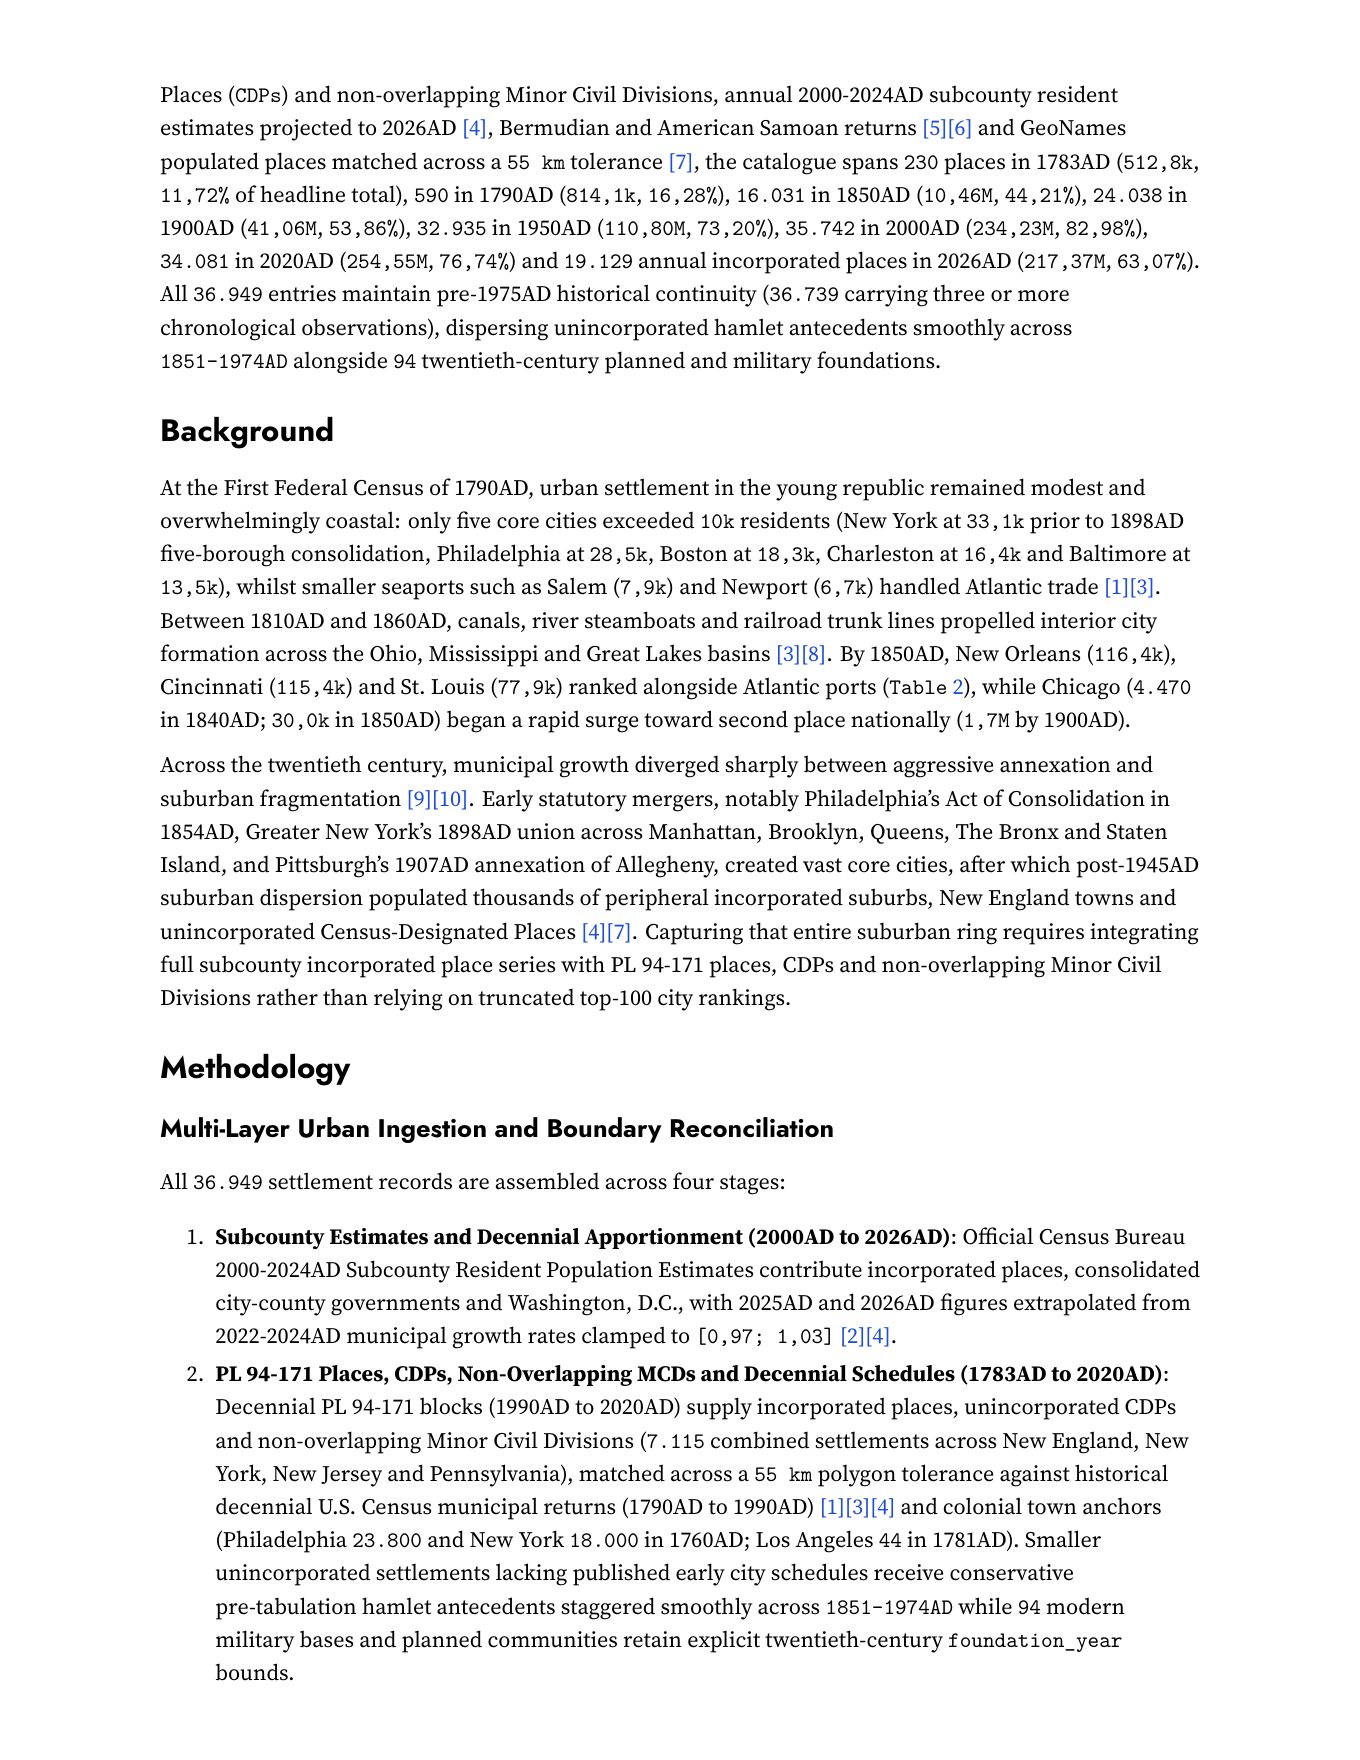 Places (CDPs) and non-overlapping Minor Civil Divisions, annual 2000-2024AD subcounty resident
estimates projected to 2026AD [4], Bermudian and American Samoan returns [5][6] and GeoNames
populated places matched across a 55 km tolerance [7], the catalogue spans 230 places in 1783AD (512,8k,
11,72% of headline total), 590 in 1790AD (814,1k, 16,28%), 16.031 in 1850AD (10,46M, 44,21%), 24.038 in
1900AD (41,06M, 53,86%), 32.935 in 1950AD (110,80M, 73,20%), 35.742 in 2000AD (234,23M, 82,98%),
34.081 in 2020AD (254,55M, 76,74%) and 19.129 annual incorporated places in 2026AD (217,37M, 63,07%).
All 36.949 entries maintain pre-1975AD historical continuity (36.739 carrying three or more
chronological observations), dispersing unincorporated hamlet antecedents smoothly across
1851–1974AD alongside 94 twentieth-century planned and military foundations.
Background
At the First Federal Census of 1790AD, urban settlement in the young republic remained modest and
overwhelmingly coastal: only five core cities exceeded 10k residents (New York at 33,1k prior to 1898AD
five-borough consolidation, Philadelphia at 28,5k, Boston at 18,3k, Charleston at 16,4k and Baltimore at
13,5k), whilst smaller seaports such as Salem (7,9k) and Newport (6,7k) handled Atlantic trade [1][3].
Between 1810AD and 1860AD, canals, river steamboats and railroad trunk lines propelled interior city
formation across the Ohio, Mississippi and Great Lakes basins [3][8]. By 1850AD, New Orleans (116,4k),
Cincinnati (115,4k) and St. Louis (77,9k) ranked alongside Atlantic ports (Table 2), while Chicago (4.470
in 1840AD; 30,0k in 1850AD) began a rapid surge toward second place nationally (1,7M by 1900AD).
Across the twentieth century, municipal growth diverged sharply between aggressive annexation and
suburban fragmentation [9][10]. Early statutory mergers, notably Philadelphia’s Act of Consolidation in
1854AD, Greater New York’s 1898AD union across Manhattan, Brooklyn, Queens, The Bronx and Staten
Island, and Pittsburgh’s 1907AD annexation of Allegheny, created vast core cities, after which post-1945AD
suburban dispersion populated thousands of peripheral incorporated suburbs, New England towns and
unincorporated Census-Designated Places [4][7]. Capturing that entire suburban ring requires integrating
full subcounty incorporated place series with PL 94-171 places, CDPs and non-overlapping Minor Civil
Divisions rather than relying on truncated top-100 city rankings.
Methodology
Multi-Layer Urban Ingestion and Boundary Reconciliation
All 36.949 settlement records are assembled across four stages:
1. Subcounty Estimates and Decennial Apportionment (2000AD to 2026AD): Official Census Bureau
2000-2024AD Subcounty Resident Population Estimates contribute incorporated places, consolidated
city-county governments and Washington, D.C., with 2025AD and 2026AD figures extrapolated from
2022-2024AD municipal growth rates clamped to [0,97; 1,03] [2][4].
2. PL 94-171 Places, CDPs, Non-Overlapping MCDs and Decennial Schedules (1783AD to 2020AD):
Decennial PL 94-171 blocks (1990AD to 2020AD) supply incorporated places, unincorporated CDPs
and non-overlapping Minor Civil Divisions (7.115 combined settlements across New England, New
York, New Jersey and Pennsylvania), matched across a 55 km polygon tolerance against historical
decennial U.S. Census municipal returns (1790AD to 1990AD) [1][3][4] and colonial town anchors
(Philadelphia 23.800 and New York 18.000 in 1760AD; Los Angeles 44 in 1781AD). Smaller
unincorporated settlements lacking published early city schedules receive conservative
pre-tabulation hamlet antecedents staggered smoothly across 1851–1974AD while 94 modern
military bases and planned communities retain explicit twentieth-century foundation_year
bounds.